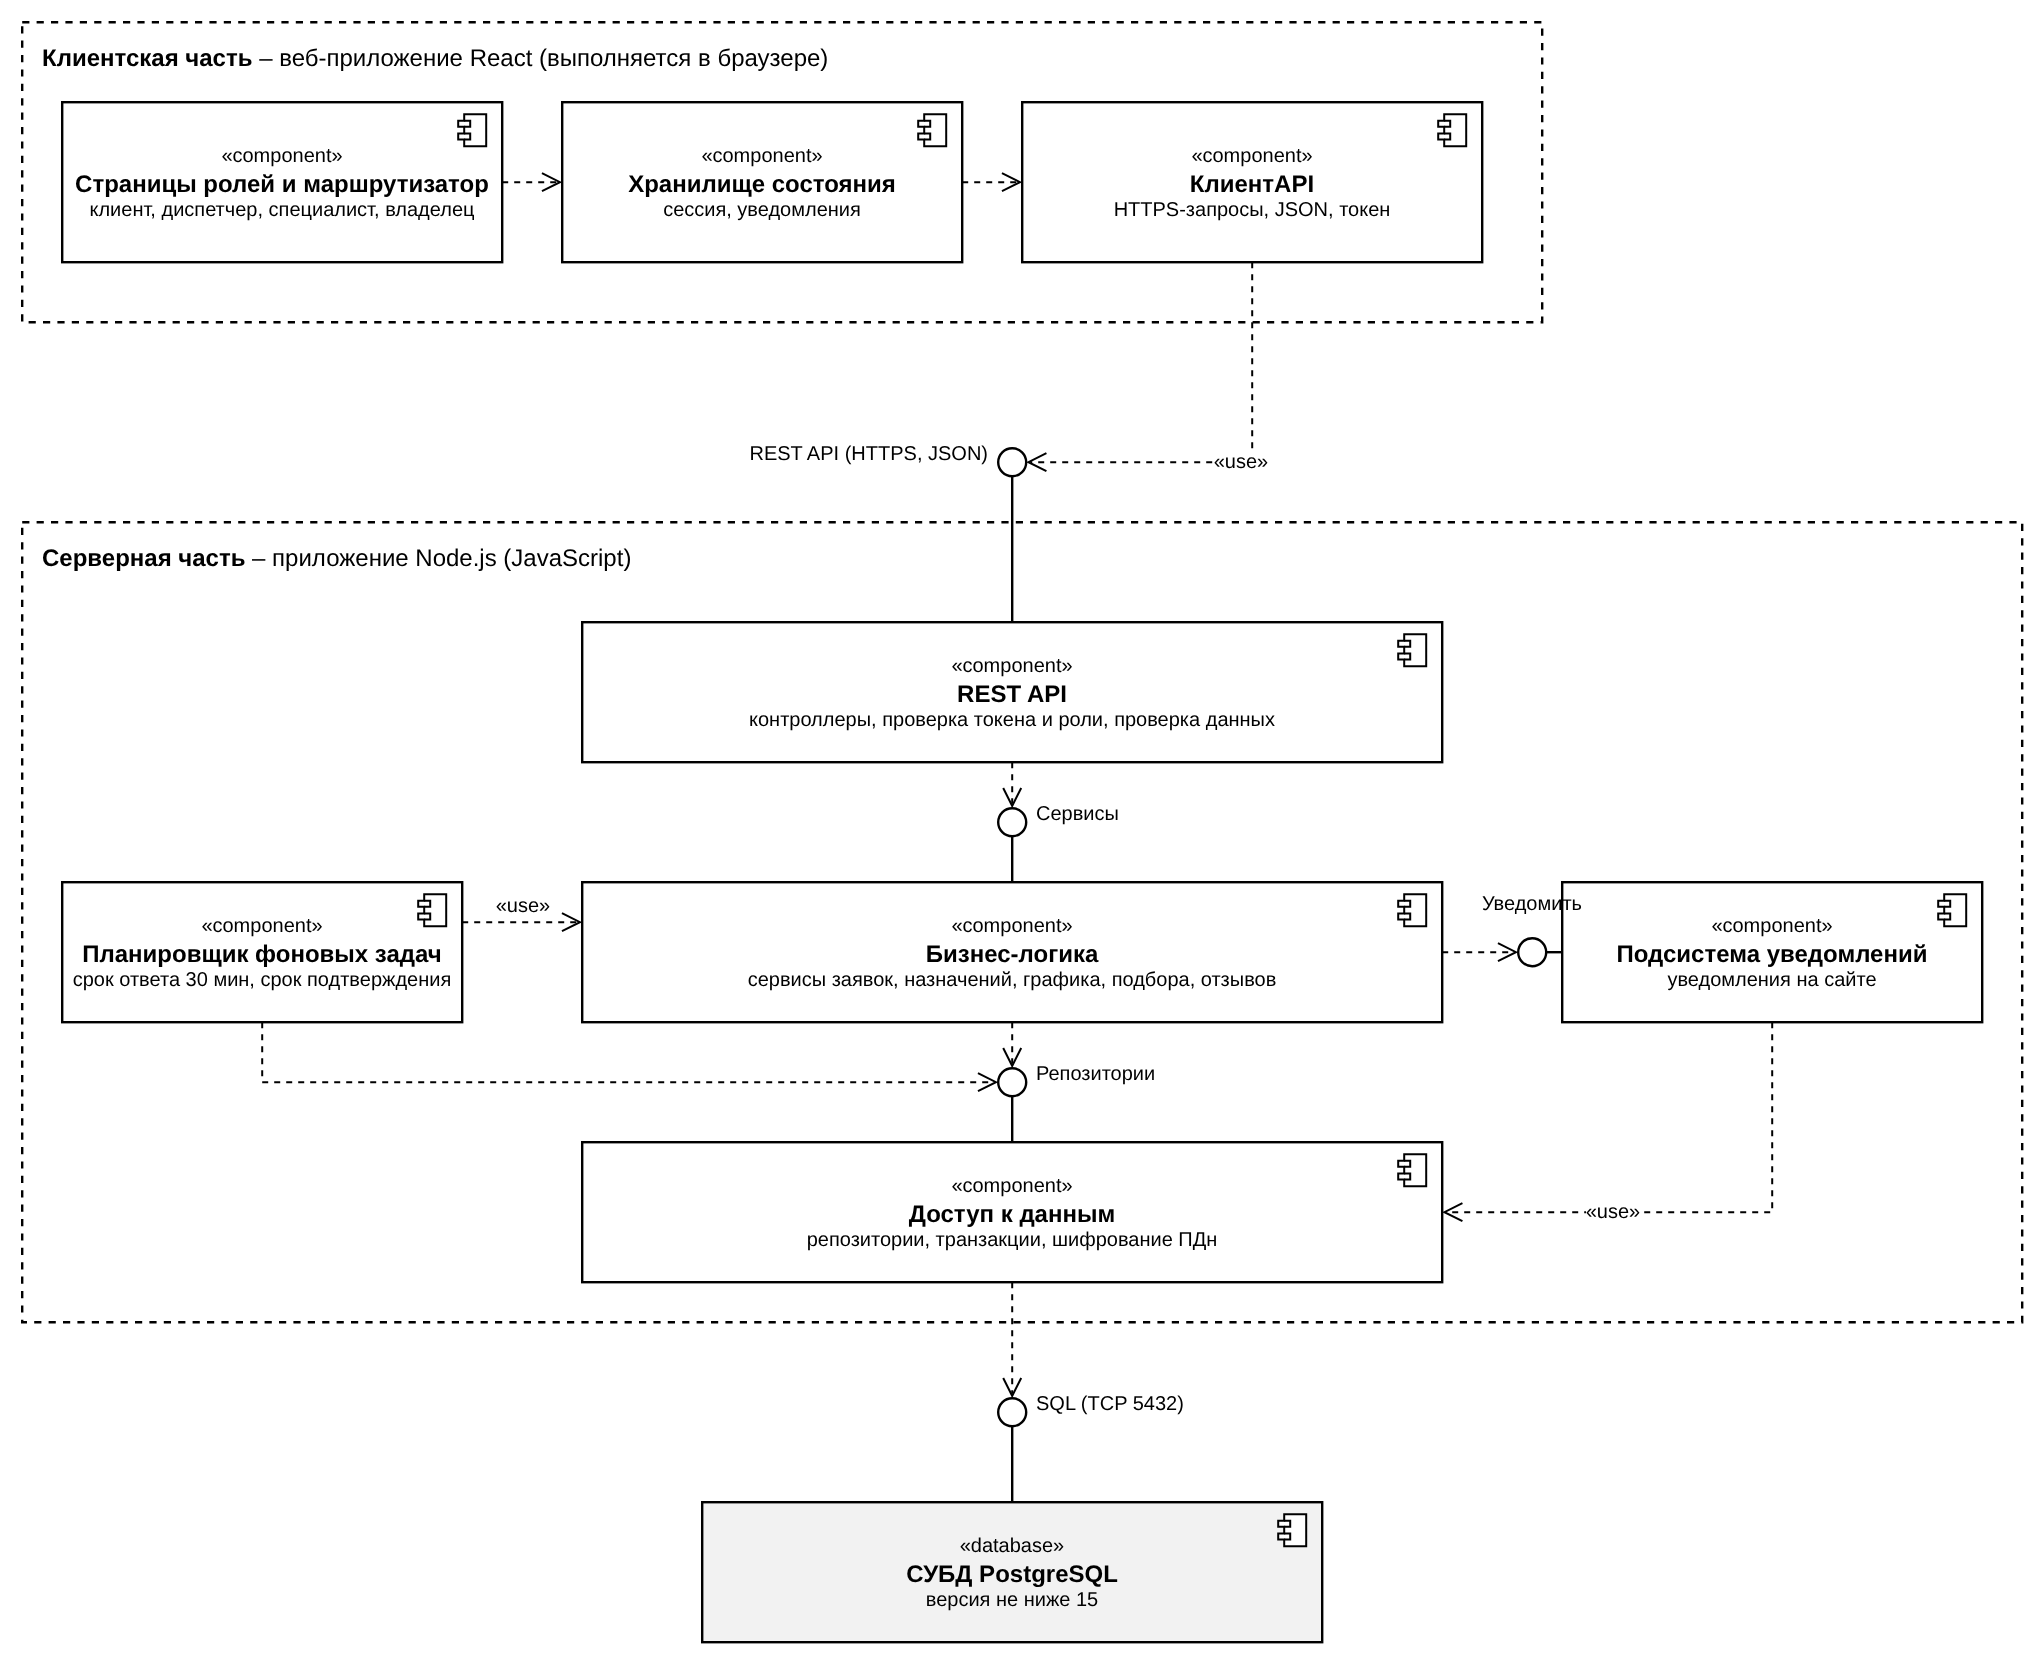 Клиентская часть – веб-приложение React (выполняется в браузере)
«component»
Страницы ролей и маршрутизатор
клиент, диспетчер, специалист, владелец
«component»
Хранилище состояния
сессия, уведомления
«component»
КлиентAPI
HTTPS-запросы, JSON, токен
REST API (HTTPS, JSON)
«use»
Серверная часть – приложение Node.js (JavaScript)
«component»
REST API
контроллеры, проверка токена и роли, проверка данных
Сервисы
«component»
Планировщик фоновых задач
срок ответа 30 мин, срок подтверждения
«use»
«component»
Бизнес-логика
сервисы заявок, назначений, графика, подбора, отзывов
Уведомить
«component»
Подсистема уведомлений
уведомления на сайте
Репозитории
«component»
Доступ к данным
репозитории, транзакции, шифрование ПДн
«use»
SQL (TCP 5432)
«database»
СУБД PostgreSQL
версия не ниже 15